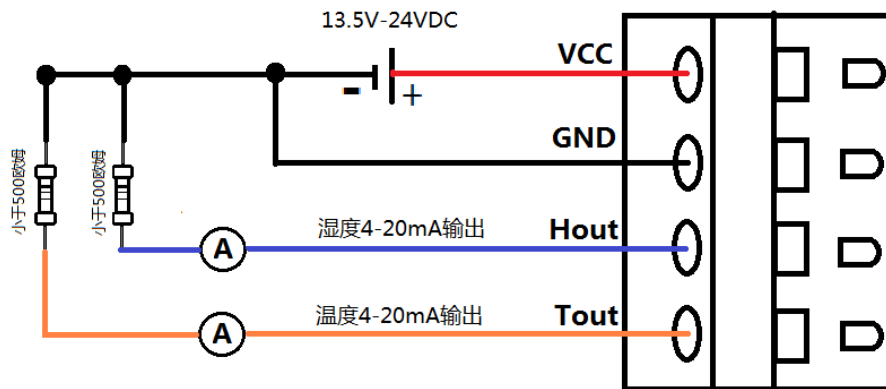 13.5V-24VDC
VCC
- +
GND
小于500欧姆
小于500欧姆
湿度4-20mA输出
Hout
A
温度4-20mA输出
Tout
A